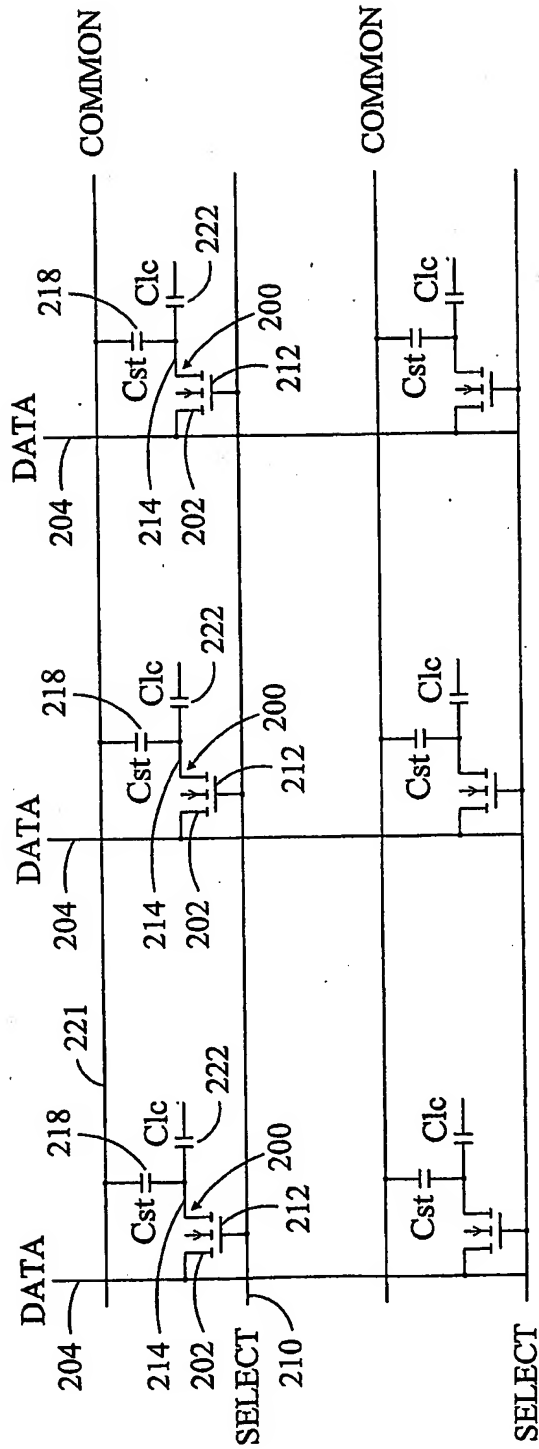 DATA
DATA
DATA
204
221
218
204
218
204
218
COMMON
Cst
Clc
222
Cst
Clc
222
Cst
Clc
222
214
202
200
212
214
202
200
212
214
202
200
212
SELECT
210
COMMON
Cst
Clc
Cst
Clc
Cst
Clc
SELECT